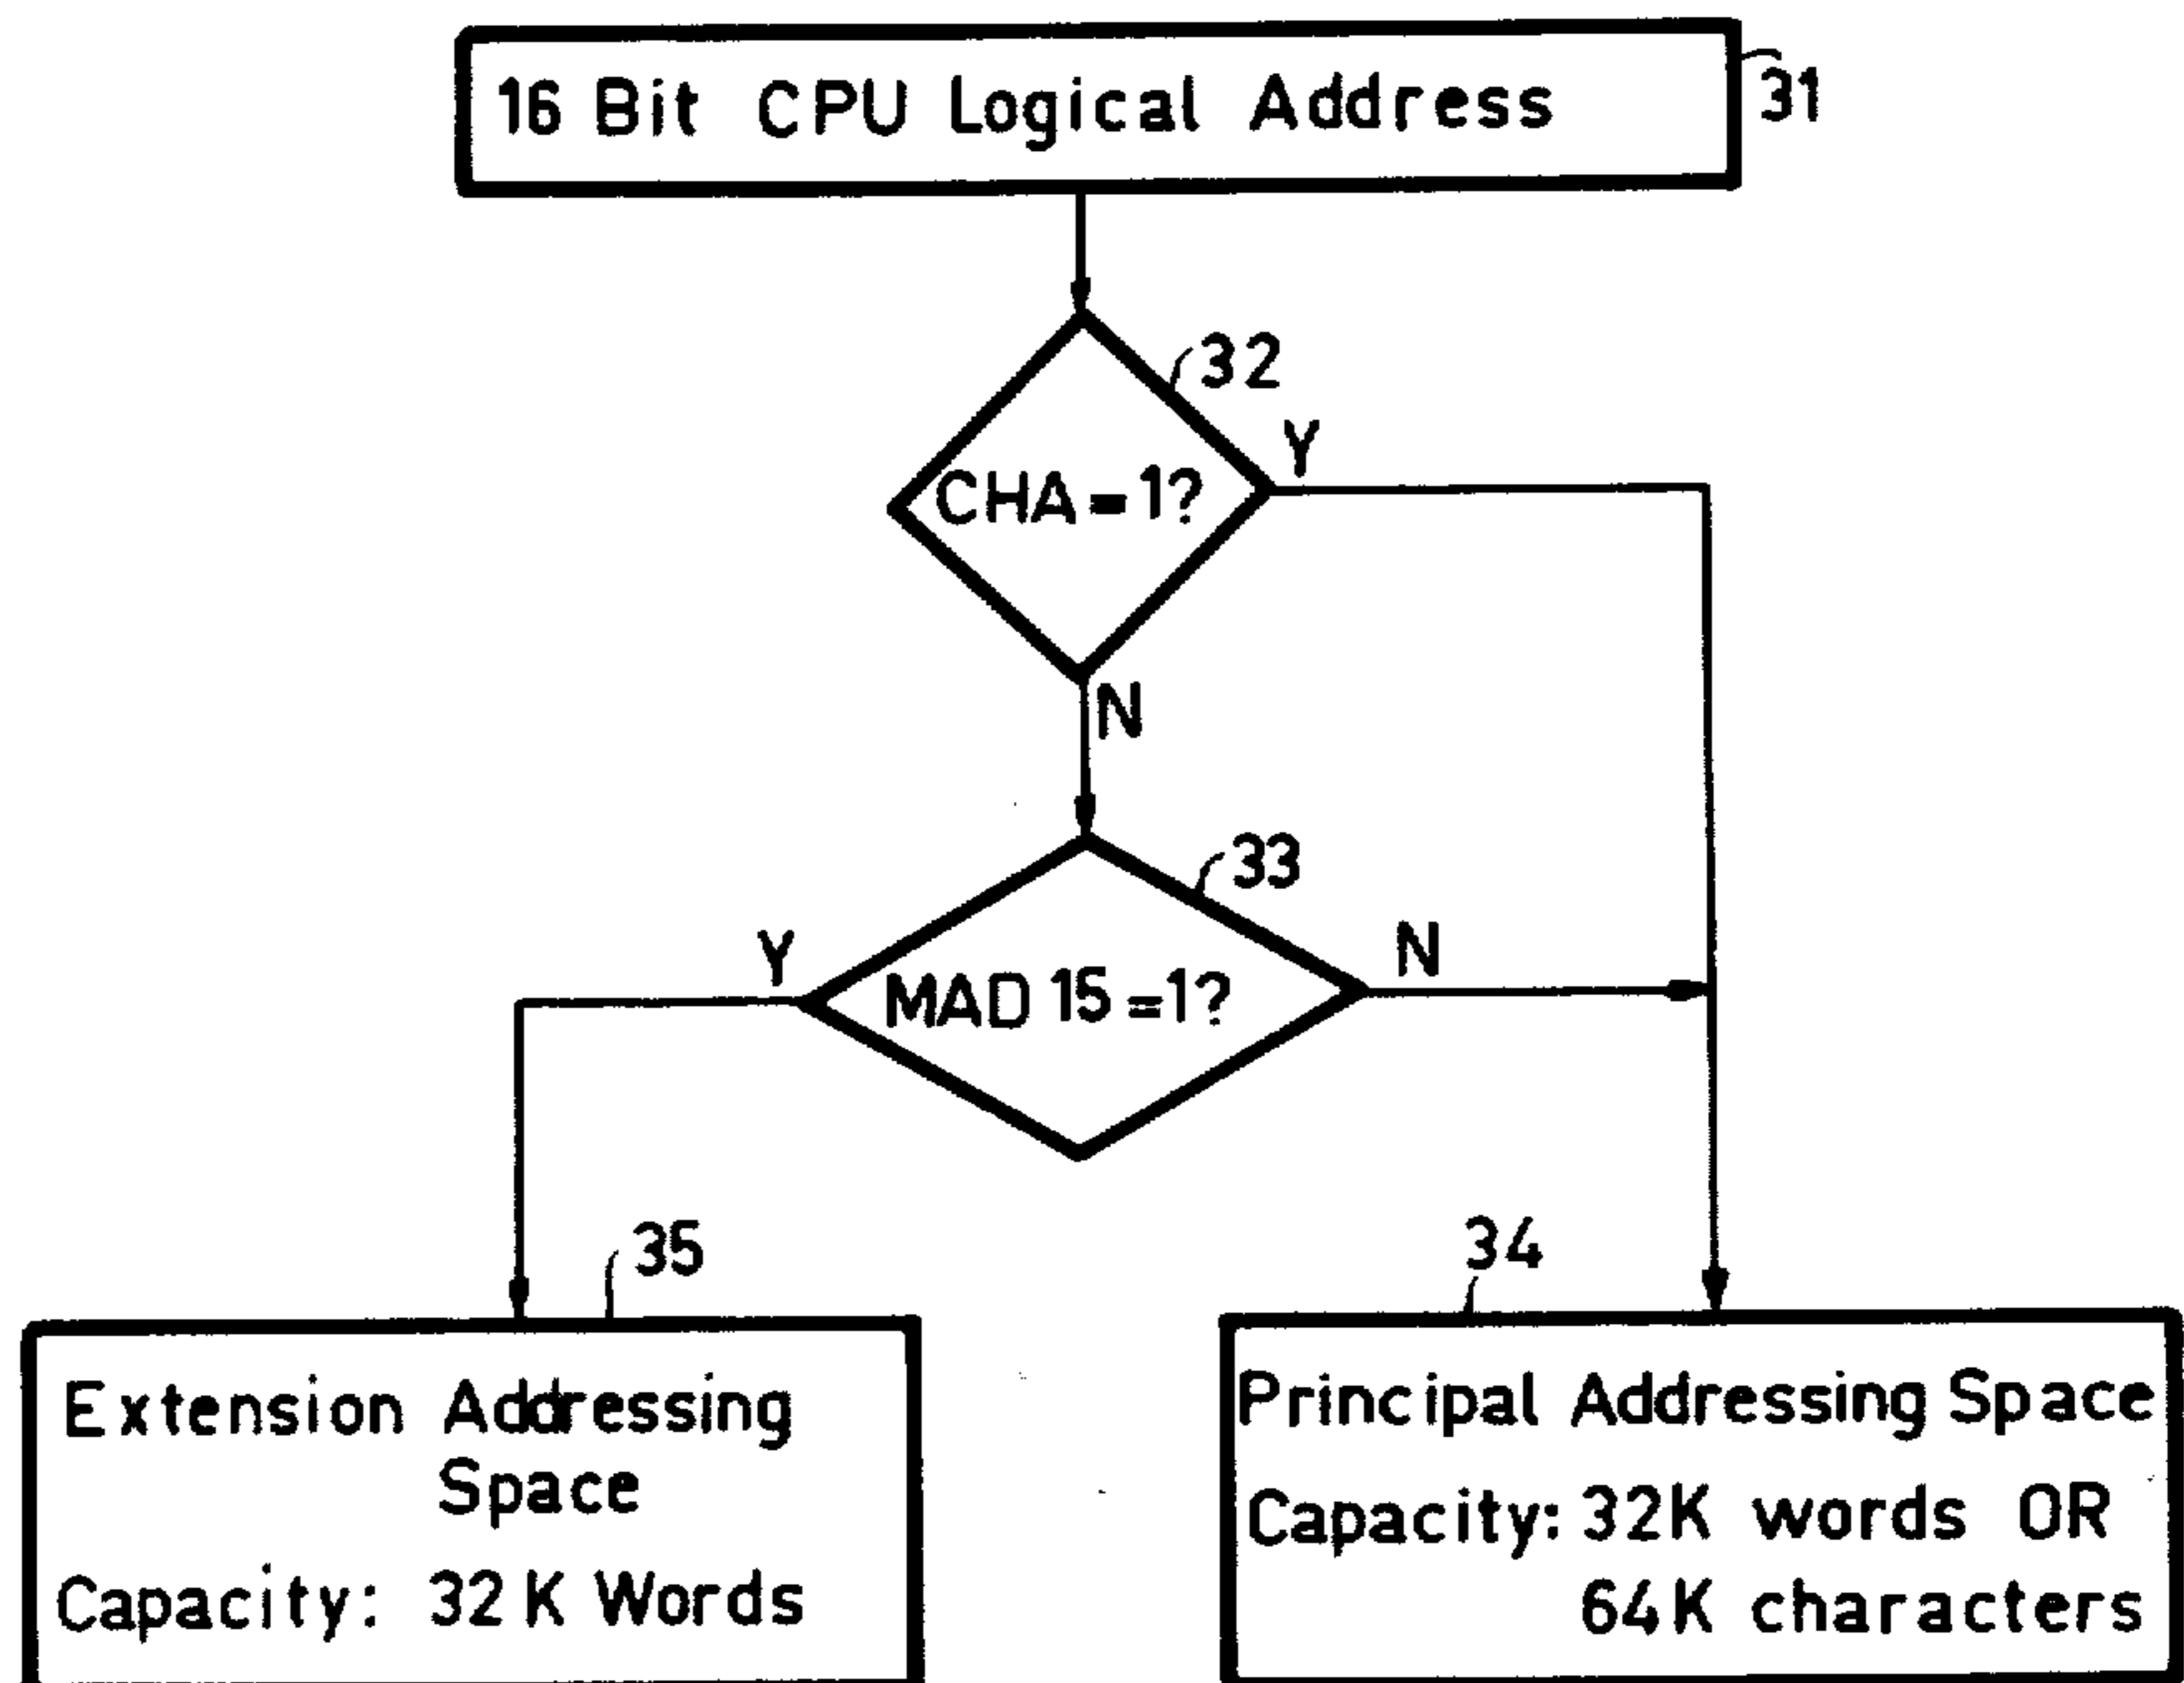 16 Bit CPU Logical Address
31
32
Y
CHA=1?
N
33
Y
N
MAD 15=1?
35
34
Extension Addressing
Space
Capacity: 32K Words
Principal Addressing Space
Capacity: 32K words OR
64K characters